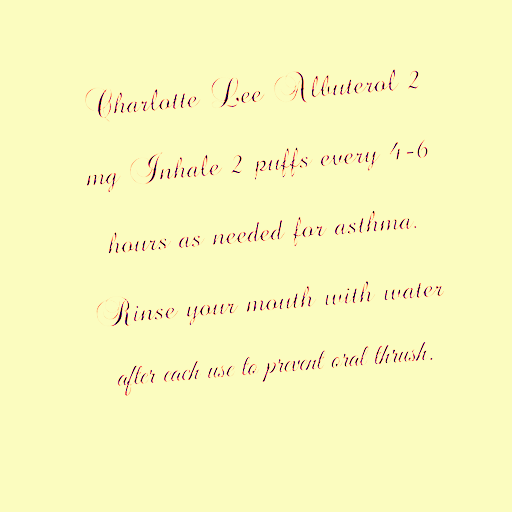 Charlotte Lee Albuterol 2
mg Inhale 2 puffs every 4-6
hours as needed for asthma.
Rinse your mouth with water
after each use to prevent oral thrush.